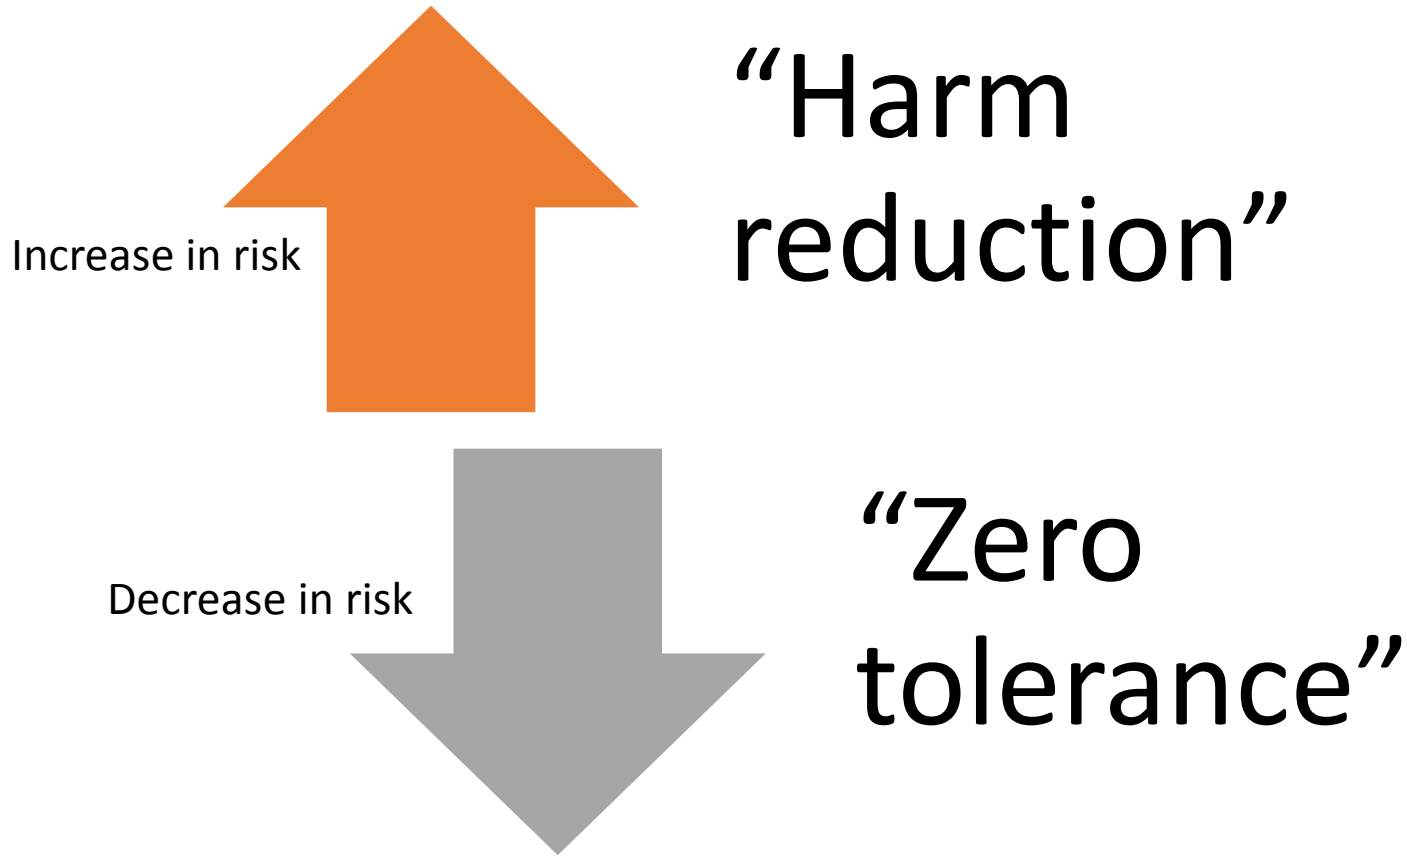 “Harm
reduction”
Increase in risk
“Zero
tolerance”
Decrease in risk